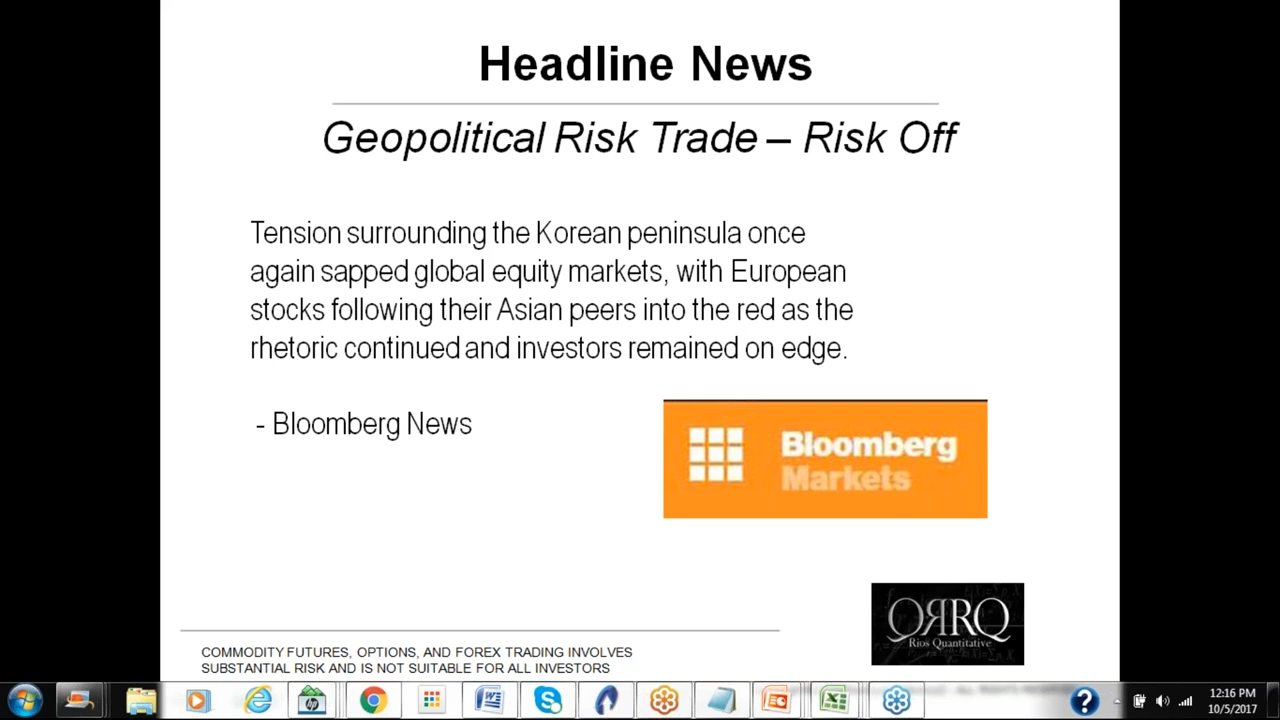 Headline News
Geopolitical Risk Trade – Risk Off
Tension surrounding the Korean peninsula once
again sapped global equity markets, with European
stocks following their Asian peers into the red as the
rhetoric continued and investors remained on edge.
- Bloomberg News
Bloomberg
Markets
Rios Quantitative
COMMODITY FUTURES, OPTIONS, AND FOREX TRADING INVOLVES
SUBSTANTIAL RISK AND IS NOT SUITABLE FOR ALL INVESTORS
12:16 PM
10/5/2017